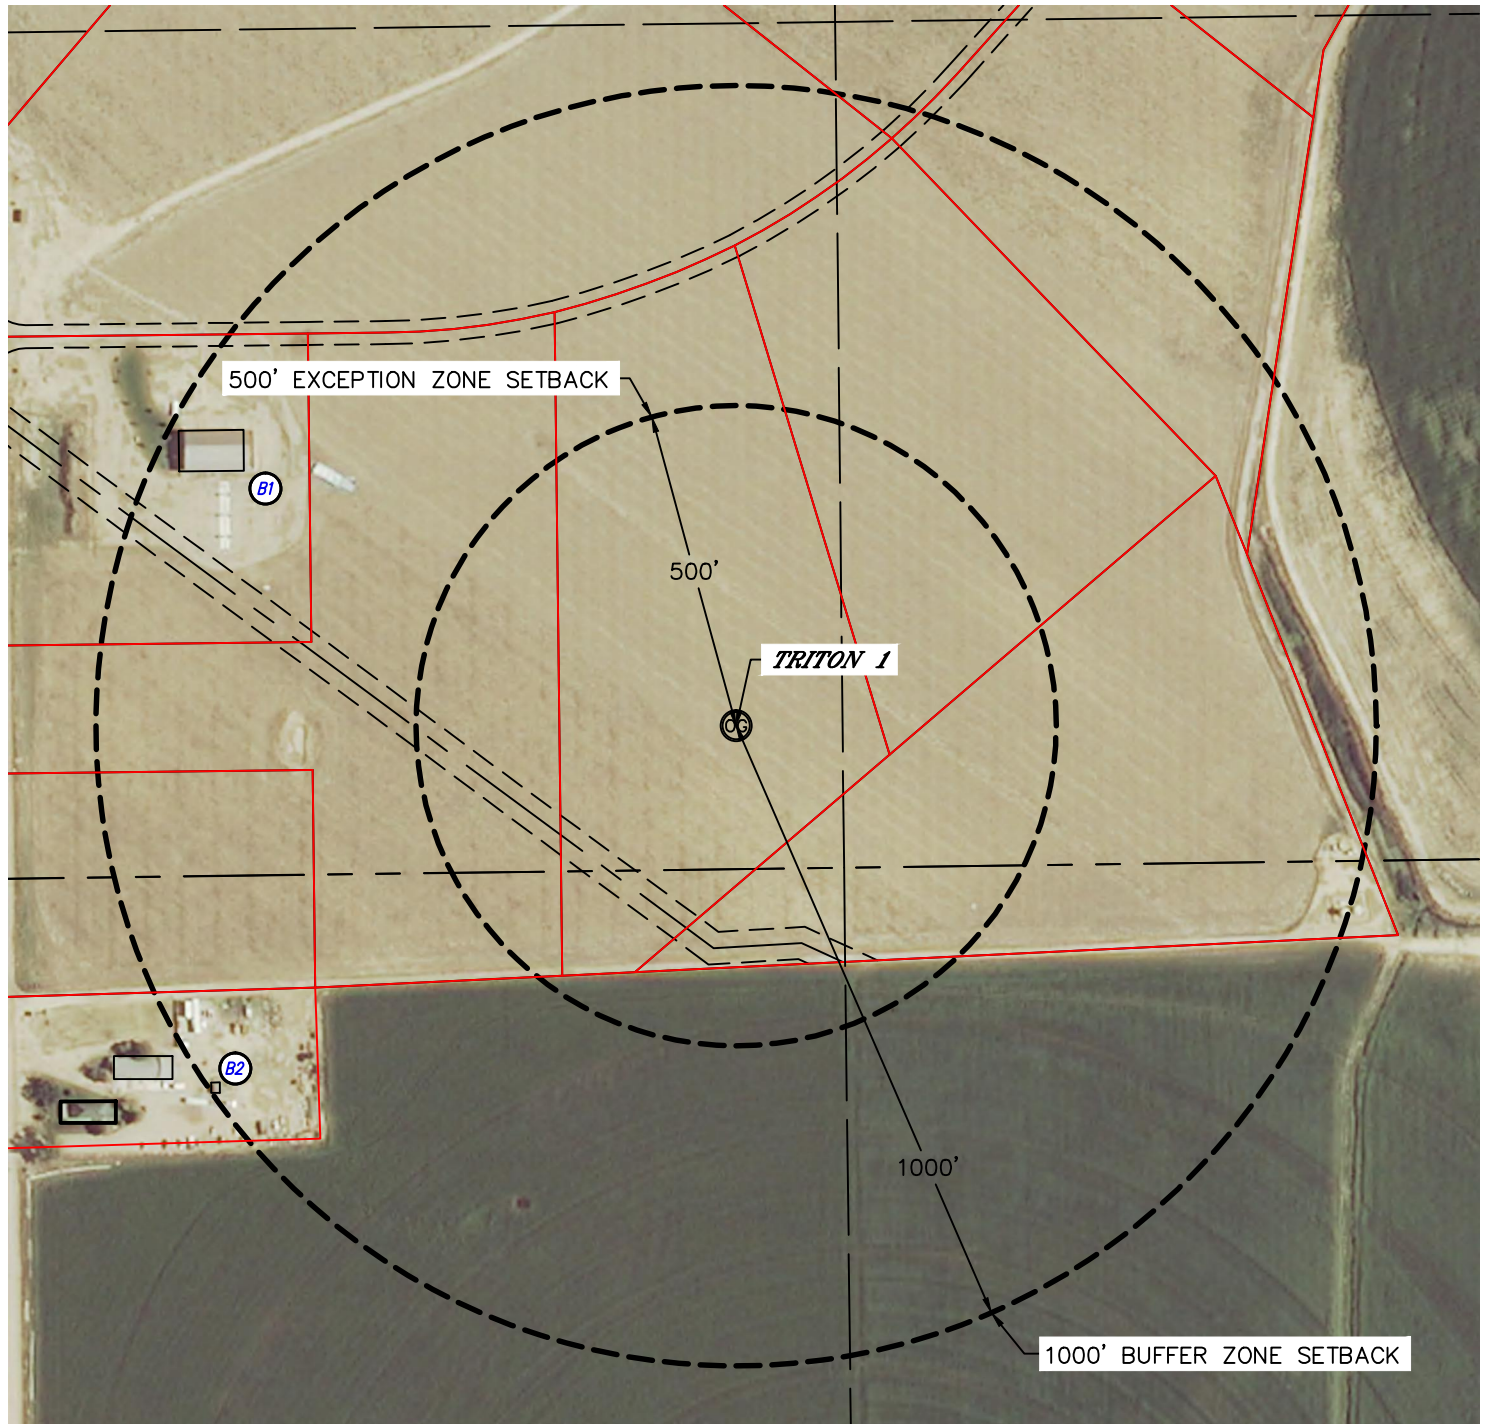 500' EXCEPTION ZONE SETBACK
B1
500'
TRITON 1
OG
B2
1000'
1000' BUFFER ZONE SETBACK